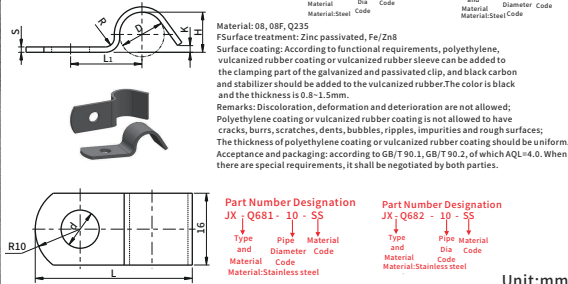 Material
Dia
Code
Code
Material:Steel
and
Material
Diameter
Code
Code
Material:Steel
S
R
D
K
H
L1
Material: 08, 08F, Q235
FSurface treatment: Zinc passivated, Fe/Zn8
Surface coating: According to functional requirements, polyethylene,
vulcanized rubber coating or vulcanized rubber sleeve can be added to
the clamping part of the galvanized and passivated clip, and black carbon
and stabilizer should be added to the vulcanized rubber.The color is black
and the thickness is 0.8~1.5mm.
Remarks: Discoloration, deformation and deterioration are not allowed;
Polyethylene coating or vulcanized rubber coating is not allowed to have
cracks, burrs, scratches, dents, bubbles, ripples, impurities and rough surfaces;
The thickness of polyethylene coating or vulcanized rubber coating should be uniform.
Acceptance and packaging: according to GB/T 90.1, GB/T 90.2, of which AQL=4.0. When
there are special requirements, it shall be negotiated by both parties.
d
R10
L
16
Part Number Designation
JX - Q681 - 10 - SS
Type
and
Material
Pipe
Diameter
Code
Material
Code
Material:Stainless steel
Part Number Designation
JX - Q682 - 10 - SS
Type
and
Material
Pipe
Dia
Code
Material
Code
Material:Stainless steel
Unit:mm